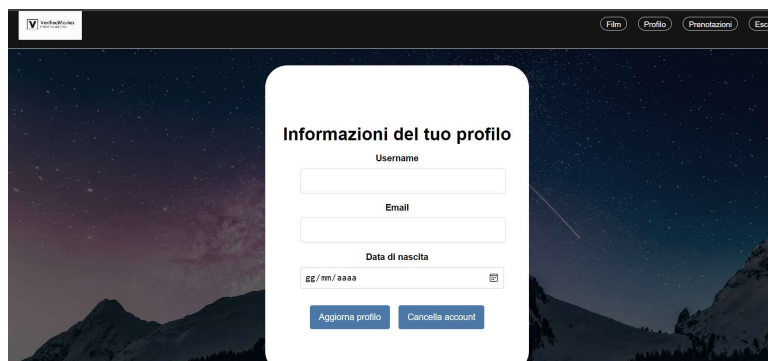 VerifiedMovies
Film
Profilo
Prenotazioni
Esc
Informazioni del tuo profilo
Username
Email
Data di nascita
gg/mm/aaaa
Aggiorna profilo
Cancella account